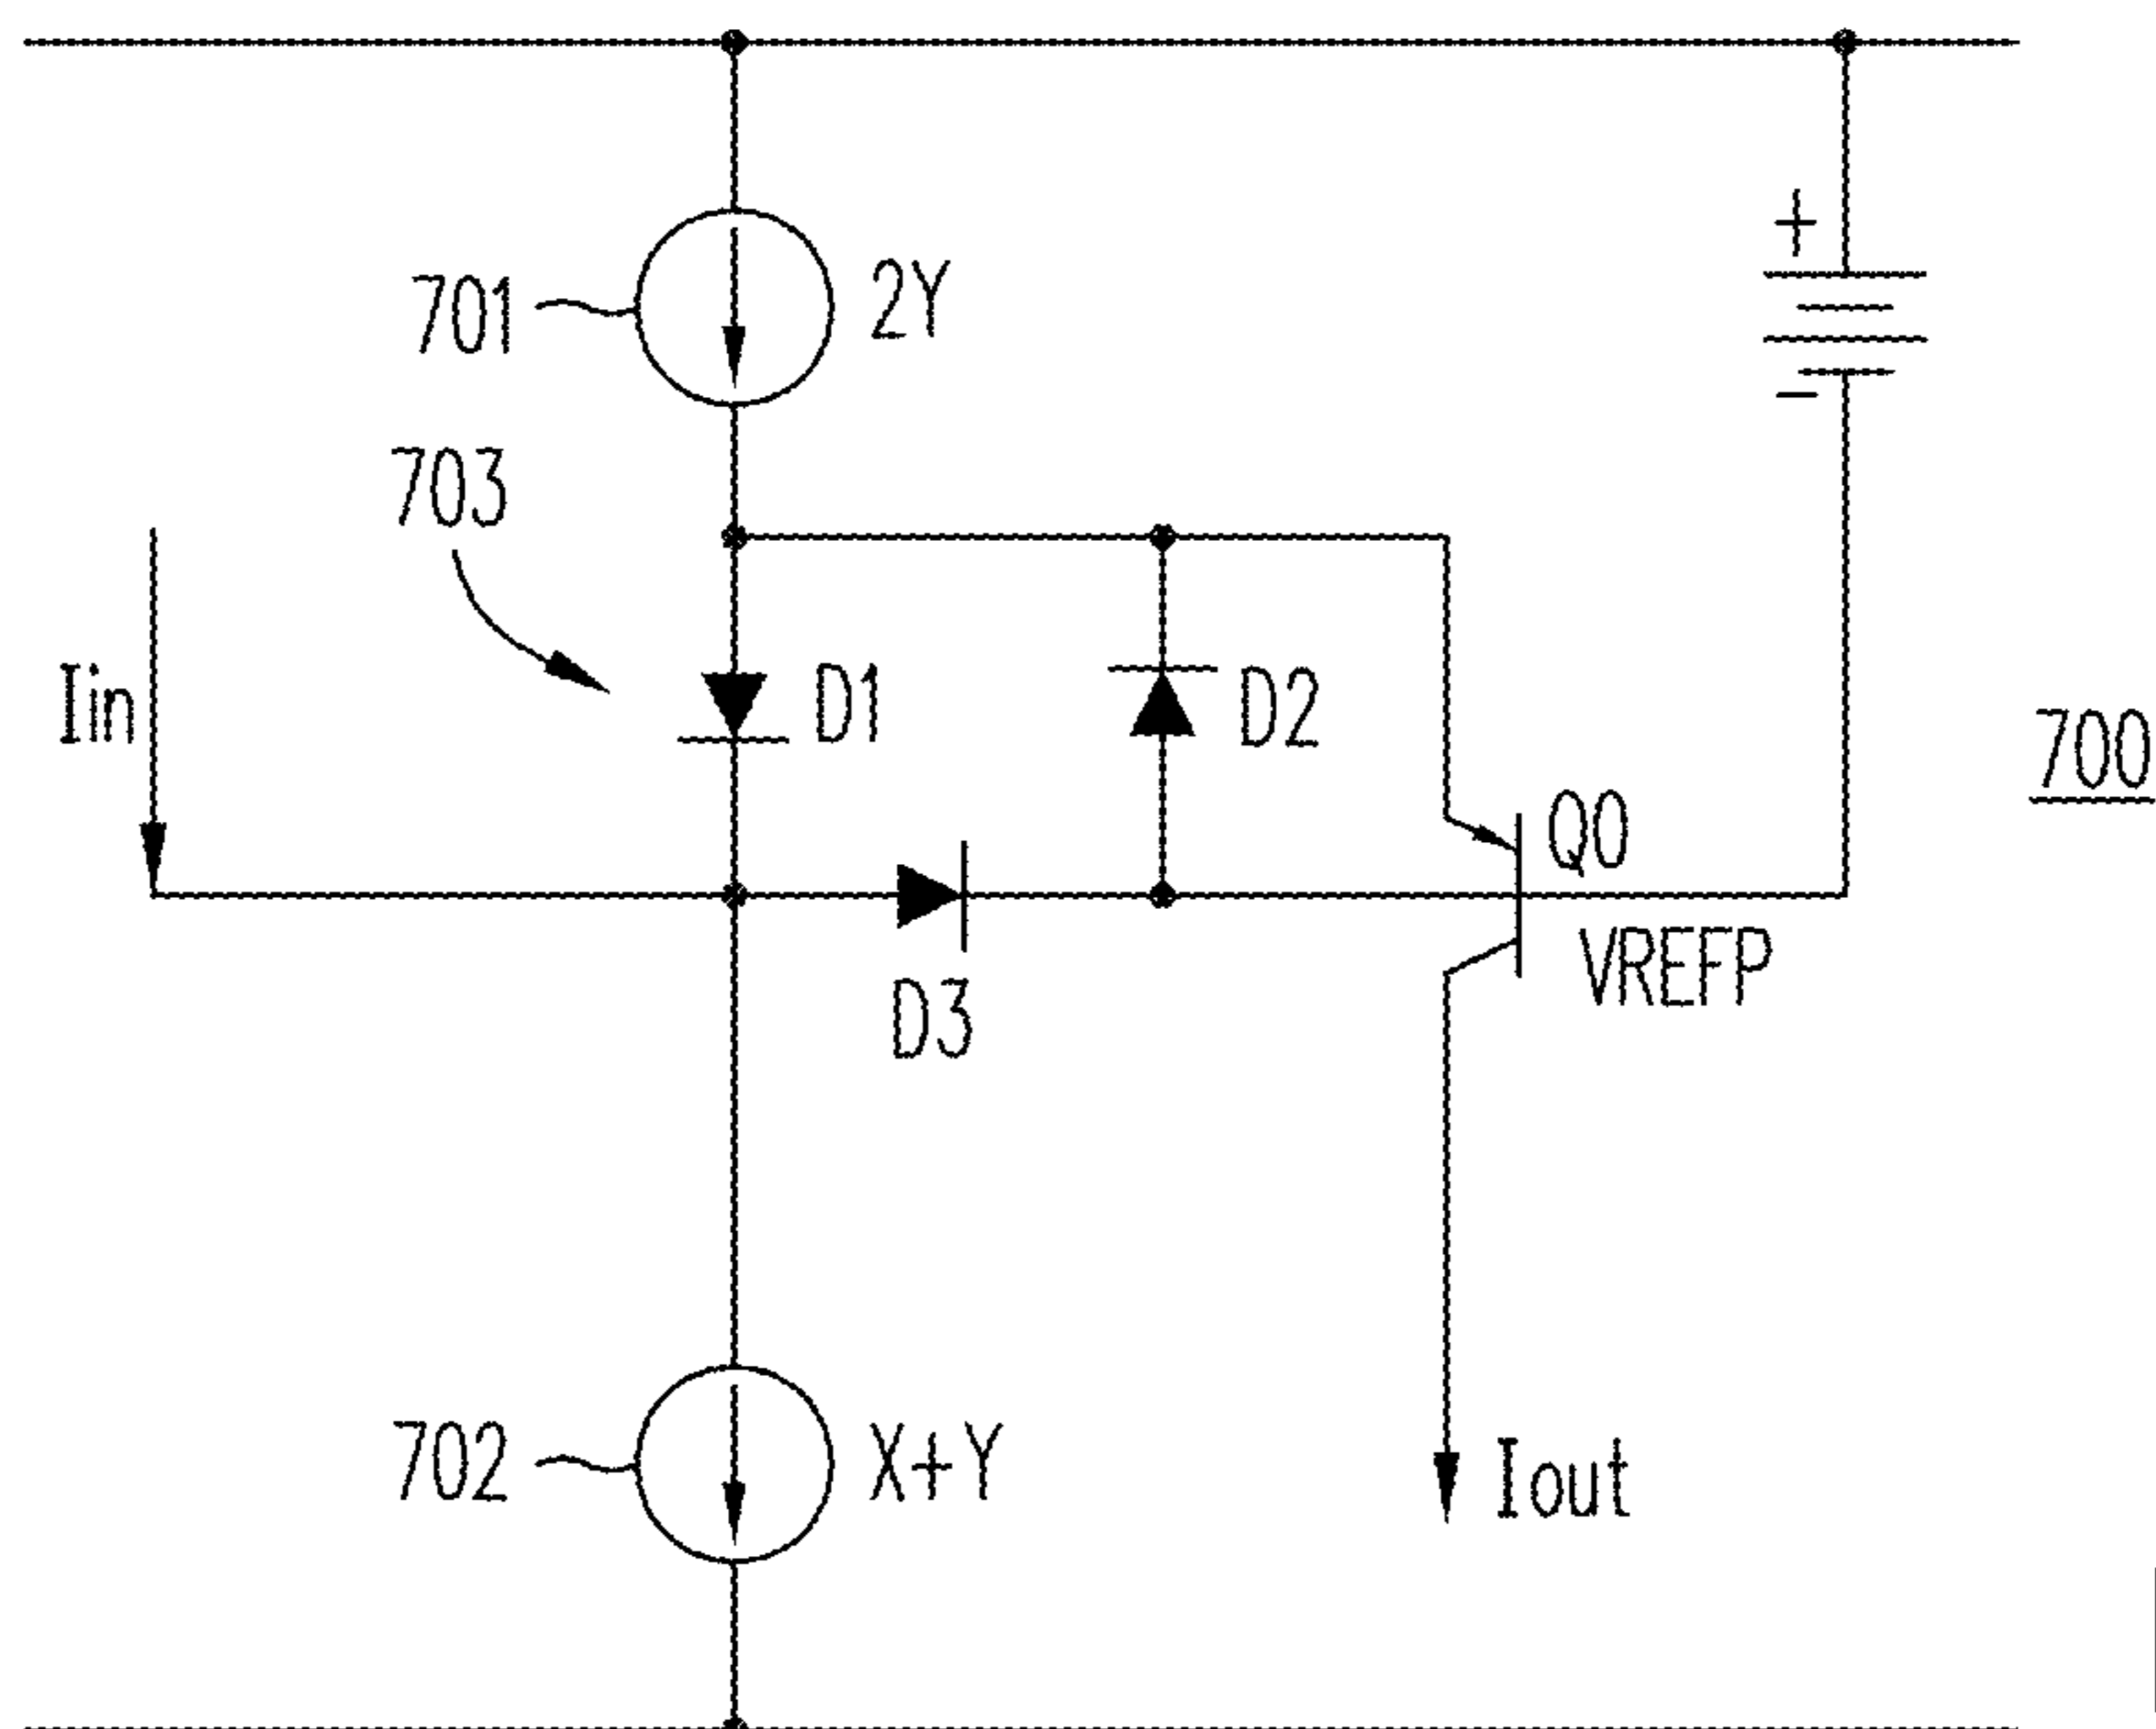 +
701
2Y
−
703
Iin
D1
D2
700
Q0
VREFP
D3
702
X+Y
Iout